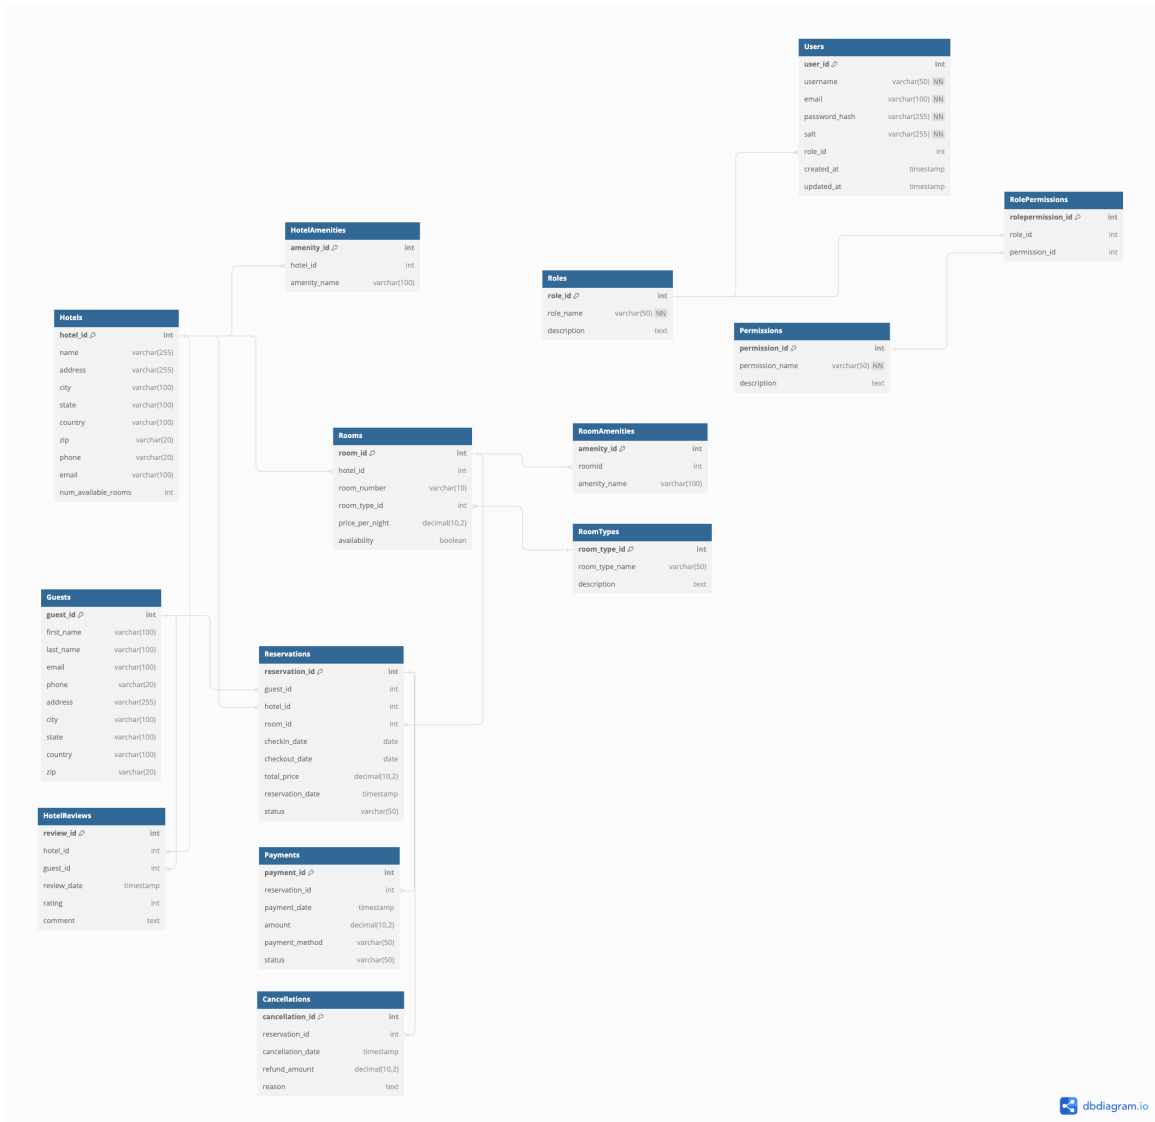 Users
user_id int
username varchar(50) NN
email varchar(100) NN
password_hash varchar(255) NN
salt varchar(255) NN
role_id int
created_at timestamp
updated_at timestamp
RolePermissions
rolepermission_id int
role_id int
permission_id int
HotelAmenities
amenity_id int
hotel_id int
amenity_name varchar(100)
Roles
role_id int
role_name varchar(50) NN
description text
Hotels
hotel_id int
name varchar(255)
address varchar(255)
city varchar(100)
state varchar(100)
country varchar(100)
zip varchar(20)
phone varchar(20)
email varchar(100)
num_available_rooms int
Permissions
permission_id int
permission_name varchar(50) NN
description text
Rooms
room_id int
hotel_id int
room_number varchar(10)
room_type_id int
price_per_night decimal(10,2)
availability boolean
RoomAmenities
amenity_id int
roomId int
amenity_name varchar(100)
RoomTypes
room_type_id int
room_type_name varchar(50)
description text
Guests
guest_id int
first_name varchar(100)
last_name varchar(100)
email varchar(100)
phone varchar(20)
address varchar(255)
city varchar(100)
state varchar(100)
country varchar(100)
zip varchar(20)
Reservations
reservation_id int
guest_id int
hotel_id int
room_id int
checkin_date date
checkout_date date
total_price decimal(10,2)
reservation_date timestamp
status varchar(50)
HotelReviews
review_id int
hotel_id int
guest_id int
review_date timestamp
rating int
comment text
Payments
payment_id int
reservation_id int
payment_date timestamp
amount decimal(10,2)
payment_method varchar(50)
status varchar(50)
Cancellations
cancellation_id int
reservation_id int
cancellation_date timestamp
refund_amount decimal(10,2)
reason text
dbdiagram.io